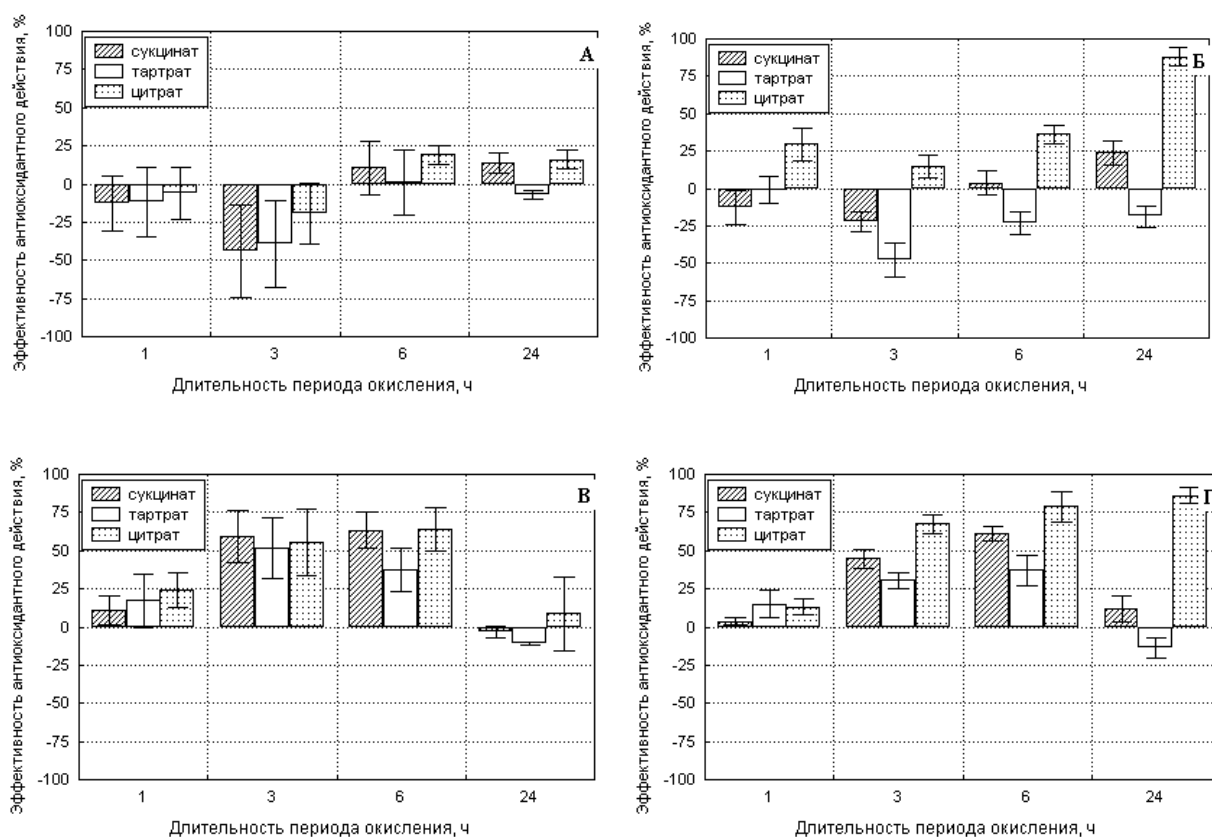 Эффективность антиоксидантного действия, %
100
75
50
25
0
-25
-50
-75
-100
сукцинат
тартрат
цитрат
А
1
3
6
24
Длительность периода окисления, ч
Эффективность антиоксидантного действия, %
100
75
50
25
0
-25
-50
-75
-100
сукцинат
тартрат
цитрат
Б
1
3
6
24
Длительность периода окисления, ч
Эффективность антиоксидантного действия, %
100
75
50
25
0
-25
-50
-75
-100
сукцинат
тартрат
цитрат
В
1
3
6
24
Длительность периода окисления, ч
Эффективность антиоксидантного действия, %
100
75
50
25
0
-25
-50
-75
-100
сукцинат
тартрат
цитрат
Г
1
3
6
24
Длительность периода окисления, ч